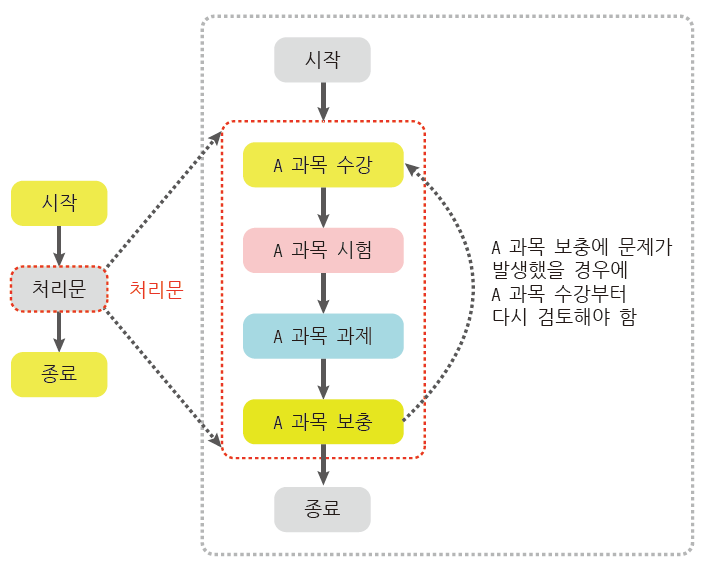 시작
처리문
종료
처리문
시작
A 과목 수강
A 과목 시험
A 과목 과제
A 과목 보충
종료
A 과목 보충에 문제가
발생했을 경우에
A 과목 수강부터
다시 검토해야 함